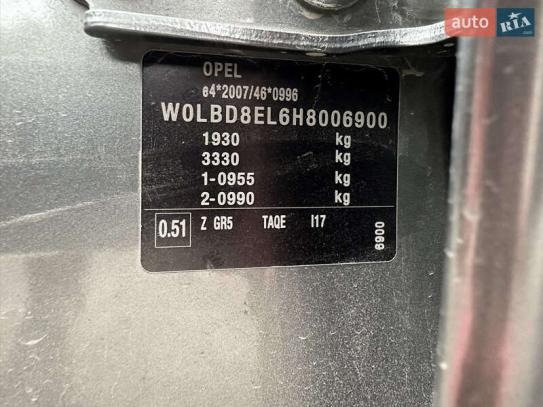 auto RIA
OPEL
e4*2007/46*0996
W0LBD8EL6H8006900
1930 kg
3330 kg
1-0955 kg
2-0990 kg
0.51 Z GR5 TAQE I17 6900